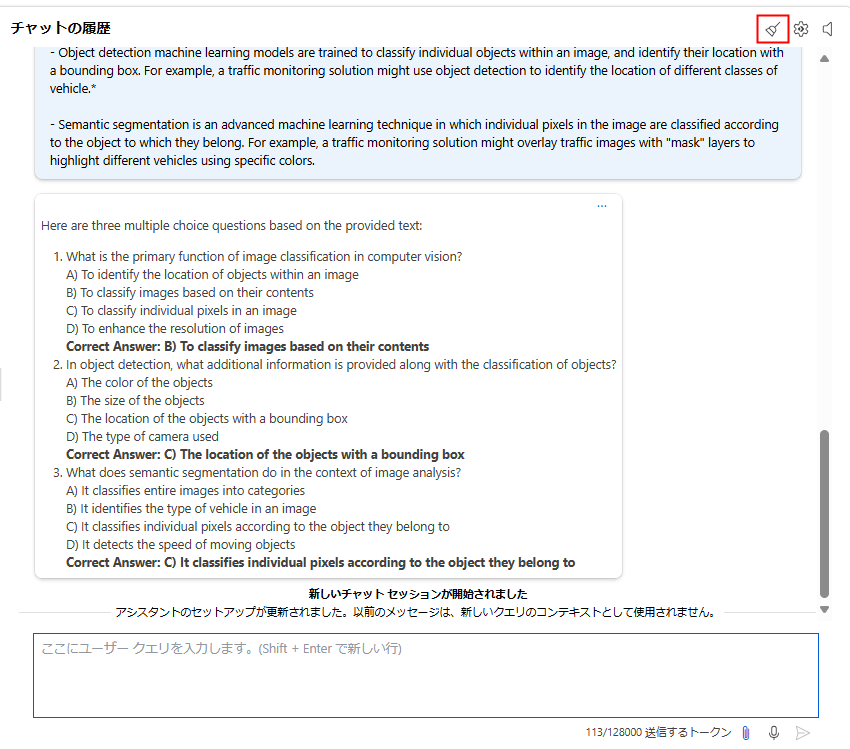 チャットの履歴
- Object detection machine learning models are trained to classify individual objects within an image, and identify their location with
a bounding box. For example, a traffic monitoring solution might use object detection to identify the location of different classes of
vehicle.*
- Semantic segmentation is an advanced machine learning technique in which individual pixels in the image are classified according
to the object to which they belong. For example, a traffic monitoring solution might overlay traffic images with "mask" layers to
highlight different vehicles using specific colors.
...
Here are three multiple choice questions based on the provided text:
1. What is the primary function of image classification in computer vision?
A) To identify the location of objects within an image
B) To classify images based on their contents
C) To classify individual pixels in an image
D) To enhance the resolution of images
Correct Answer: B) To classify images based on their contents
2. In object detection, what additional information is provided along with the classification of objects?
A) The color of the objects
B) The size of the objects
C) The location of the objects with a bounding box
D) The type of camera used
Correct Answer: C) The location of the objects with a bounding box
3. What does semantic segmentation do in the context of image analysis?
A) It classifies entire images into categories
B) It identifies the type of vehicle in an image
C) It classifies individual pixels according to the object they belong to
D) It detects the speed of moving objects
Correct Answer: C) It classifies individual pixels according to the object they belong to
新しいチャット セッションが開始されました
アシスタントのセットアップが更新されました。以前のメッセージは、新しいクエリのコンテキストとして使用されません。
ここにユーザー クエリを入力します。(Shift + Enter で新しい行)
113/128000 送信するトークン